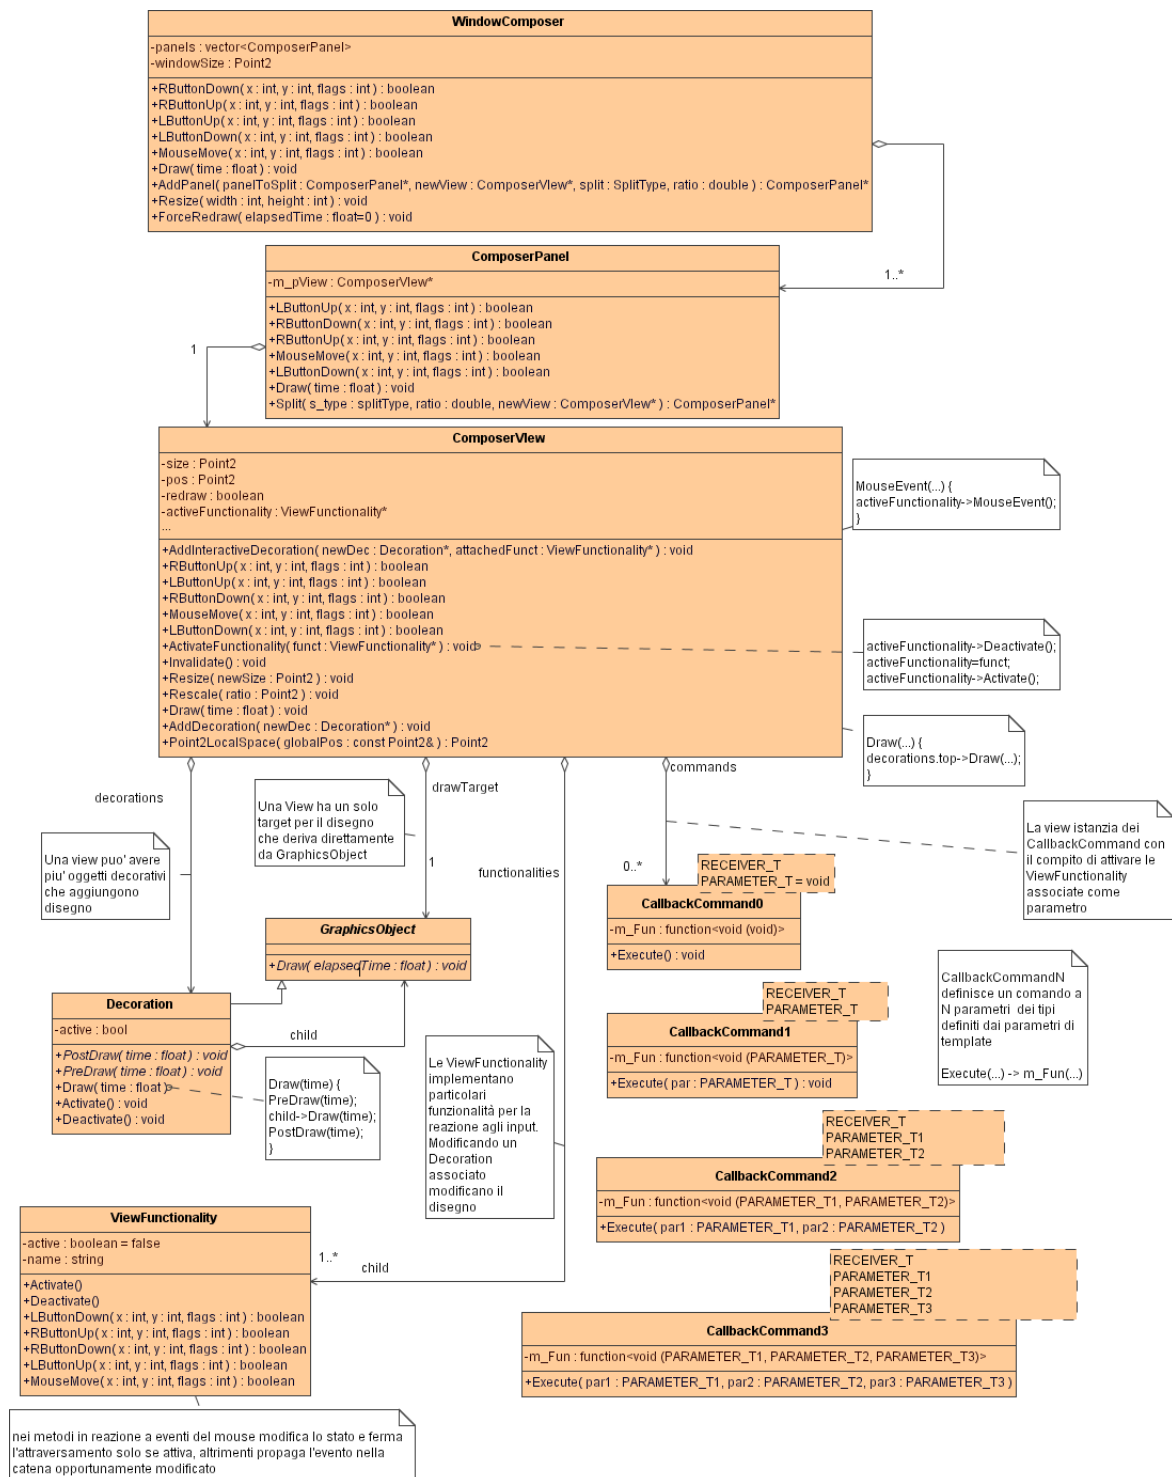 WindowComposer
-panels : vector<ComposerPanel>
-windowSize : Point2
+RButtonDown( x : int, y : int, flags : int ) : boolean
+RButtonUp( x : int, y : int, flags : int ) : boolean
+LButtonUp( x : int, y : int, flags : int ) : boolean
+LButtonDown( x : int, y : int, flags : int ) : boolean
+MouseMove( x : int, y : int, flags : int ) : boolean
+Draw( time : float ) : void
+AddPanel( panelToSplit : ComposerPanel*, newView : ComposerVIew*, split : SplitType, ratio : double ) : ComposerPanel*
+Resize( width : int, height : int ) : void
+ForceRedraw( elapsedTime : float=0 ) : void
1..*
ComposerPanel
-m_pView : ComposerVIew*
+LButtonUp( x : int, y : int, flags : int ) : boolean
+RButtonDown( x : int, y : int, flags : int ) : boolean
+RButtonUp( x : int, y : int, flags : int ) : boolean
+MouseMove( x : int, y : int, flags : int ) : boolean
+LButtonDown( x : int, y : int, flags : int ) : boolean
+Draw( time : float ) : void
+Split( s_type : splitType, ratio : double, newView : ComposerVIew* ) : ComposerPanel*
1
ComposerVIew
-size : Point2
-pos : Point2
-redraw : boolean
-activeFunctionality : ViewFunctionality*
...
+AddInteractiveDecoration( newDec : Decoration*, attachedFunct : ViewFunctionality* ) : void
+RButtonUp( x : int, y : int, flags : int ) : boolean
+LButtonUp( x : int, y : int, flags : int ) : boolean
+RButtonDown( x : int, y : int, flags : int ) : boolean
+MouseMove( x : int, y : int, flags : int ) : boolean
+LButtonDown( x : int, y : int, flags : int ) : boolean
+ActivateFunctionality( funct : ViewFunctionality* ) : void
+Invalidate() : void
+Resize( newSize : Point2 ) : void
+Rescale( ratio : Point2 ) : void
+Draw( time : float ) : void
+AddDecoration( newDec : Decoration* ) : void
+Point2LocalSpace( globalPos : const Point2& ) : Point2
MouseEvent(...) {
activeFunctionality->MouseEvent();
}
activeFunctionality->Deactivate();
activeFunctionality=funct;
activeFunctionality->Activate();
Draw(...) {
decorations.top->Draw(...);
}
decorations
drawTarget
1
functionalities
commands
0..*
Una view puo' avere
piu' oggetti decorativi
che aggiungono
disegno
Una View ha un solo
target per il disegno
che deriva direttamente
da GraphicsObject
La view istanzia dei
CallbackCommand con
il compito di attivare le
ViewFunctionality
associate come
parametro
GraphicsObject
+Draw( elapsedTime : float ) : void
Decoration
-active : bool
+PostDraw( time : float ) : void
+PreDraw( time : float ) : void
+Draw( time : float )
+Activate() : void
+Deactivate() : void
child
Draw(time) {
PreDraw(time);
child->Draw(time);
PostDraw(time);
}
Le ViewFunctionality
implementano
particolari
funzionalità per la
reazione agli input.
Modificando un
Decoration
associato
modificano il
disegno
RECEIVER_T
PARAMETER_T = void
CallbackCommand0
-m_Fun : function<void (void)>
+Execute() : void
RECEIVER_T
PARAMETER_T
CallbackCommand1
-m_Fun : function<void (PARAMETER_T)>
+Execute( par : PARAMETER_T ) : void
CallbackCommandN
definisce un comando a
N parametri dei tipi
definiti dai parametri di
template
Execute(...) -> m_Fun(...)
RECEIVER_T
PARAMETER_T1
PARAMETER_T2
CallbackCommand2
-m_Fun : function<void (PARAMETER_T1, PARAMETER_T2)>
+Execute( par1 : PARAMETER_T1, par2 : PARAMETER_T2 )
RECEIVER_T
PARAMETER_T1
PARAMETER_T2
PARAMETER_T3
CallbackCommand3
-m_Fun : function<void (PARAMETER_T1, PARAMETER_T2, PARAMETER_T3)>
+Execute( par1 : PARAMETER_T1, par2 : PARAMETER_T2, par3 : PARAMETER_T3 )
ViewFunctionality
-active : boolean = false
-name : string
+Activate()
+Deactivate()
+LButtonDown( x : int, y : int, flags : int ) : boolean
+RButtonUp( x : int, y : int, flags : int ) : boolean
+RButtonDown( x : int, y : int, flags : int ) : boolean
+LButtonUp( x : int, y : int, flags : int ) : boolean
+MouseMove( x : int, y : int, flags : int ) : boolean
1..*
child
nei metodi in reazione a eventi del mouse modifica lo stato e ferma
l'attraversamento solo se attiva, altrimenti propaga l'evento nella
catena opportunamente modificato